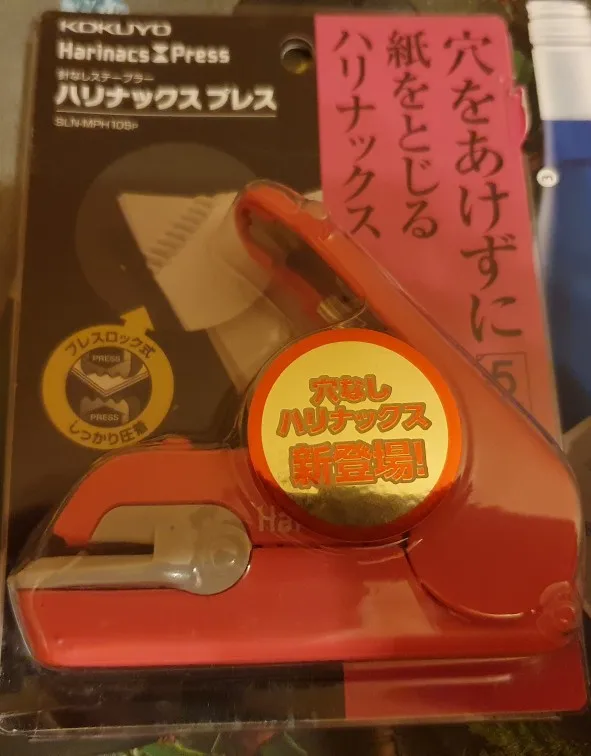 KOKUYO
Harinacs Press
針なしステープラー
ハリナックス プレス
SLN-MPH105P
穴をあけずに
紙をとじる
ハリナックス
5
プレスロック式
PRESS
PRESS
しっかり圧着
穴なし
ハリナックス
新登場!
Har